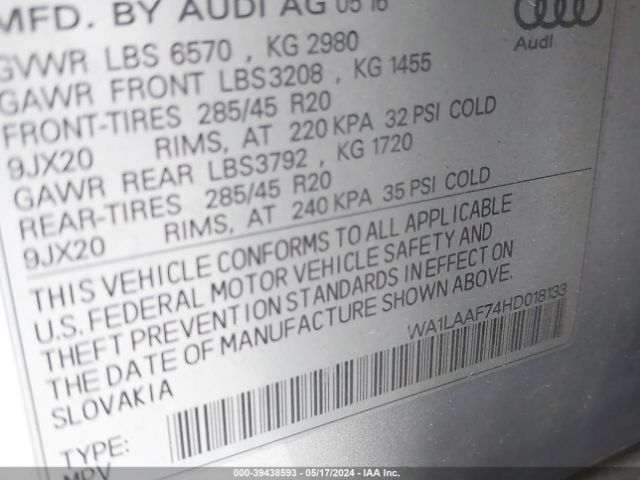 MFD. BY AUDI AG 05 16
Audi
GVWR LBS 6570 , KG 2980
GAWR FRONT LBS3208 , KG 1455
FRONT-TIRES 285/45 R20
9JX20 RIMS, AT 220 KPA 32 PSI COLD
GAWR REAR LBS3792 , KG 1720
REAR-TIRES 285/45 R20
9JX20 RIMS, AT 240 KPA 35 PSI COLD
THIS VEHICLE CONFORMS TO ALL APPLICABLE
U.S. FEDERAL MOTOR VEHICLE SAFETY AND
THEFT PREVENTION STANDARDS IN EFFECT ON
THE DATE OF MANUFACTURE SHOWN ABOVE.
SLOVAKIA
WA1LAAF74HD018133
TYPE:
MPV
000-39438593 - 05/17/2024 - IAA Inc.